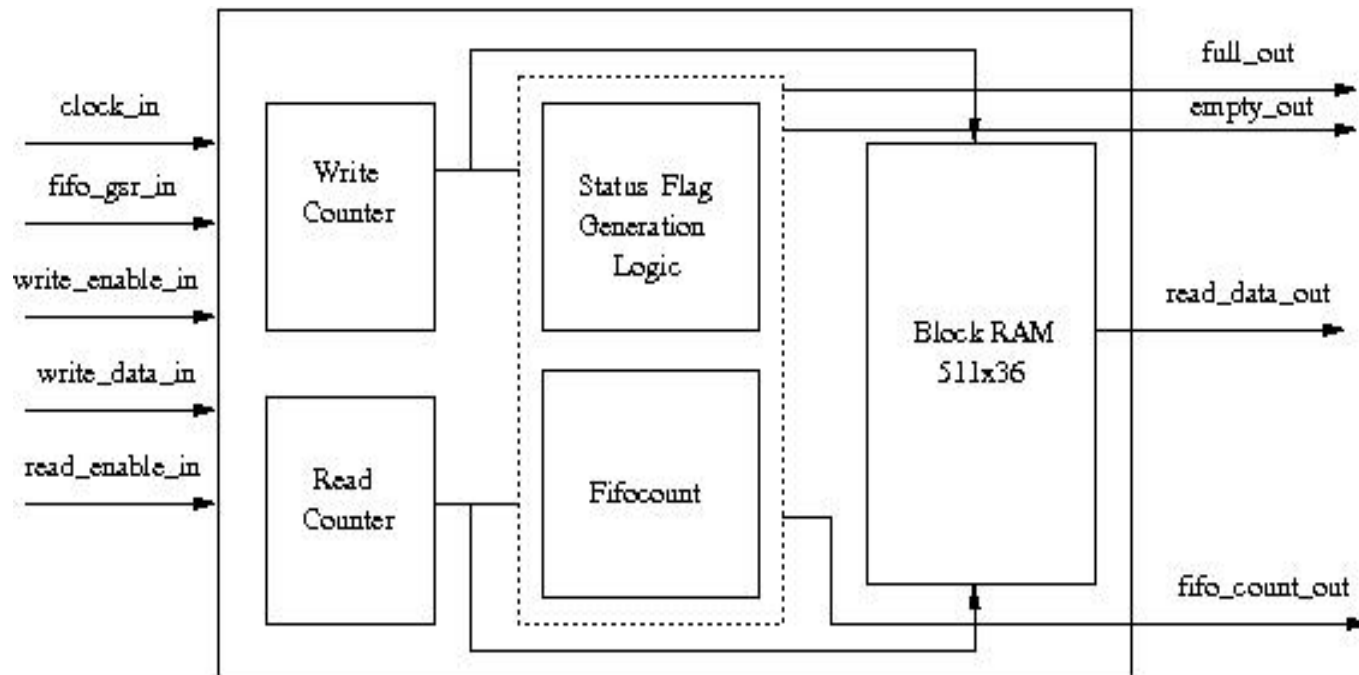 clock_in
fifo_gsr_in
write_enable_in
write_data_in
read_enable_in
Write
Counter
Read
Counter
Status Flag
Generation
Logic
Fifocount
Block RAM
511x36
full_out
empty_out
read_data_out
fifo_count_out